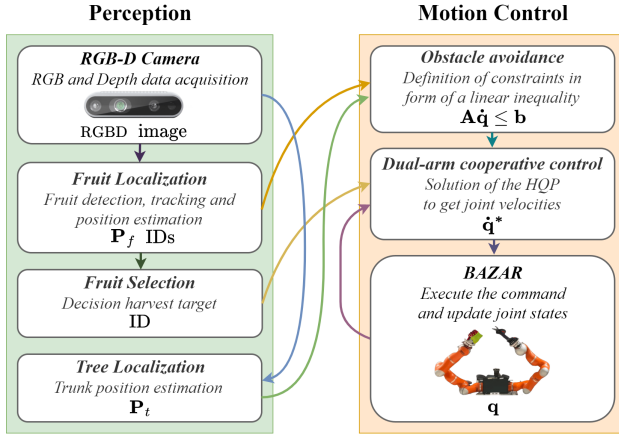 Perception
RGB-D Camera
RGB and Depth data acquisition
RGBD image
Fruit Localization
Fruit detection, tracking and
position estimation
P_f IDs
Fruit Selection
Decision harvest target
ID
Tree Localization
Trunk position estimation
P_t
Motion Control
Obstacle avoidance
Definition of constraints in
form of a linear inequality
Aq̇ ≤ b
Dual-arm cooperative control
Solution of the HQP
to get joint velocities
q̇*
BAZAR
Execute the command
and update joint states
q